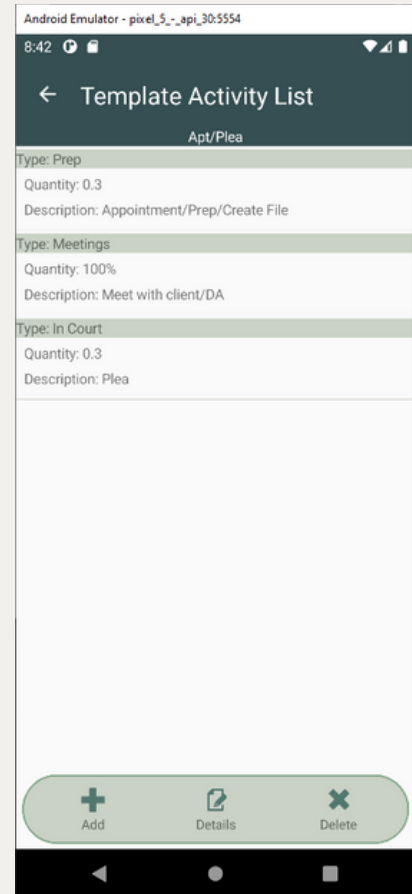 Android Emulator - pixel_5_-_api_30:5554
8:42
Template Activity List
Apt/Plea
Type: Prep
Quantity: 0.3
Description: Appointment/Prep/Create File
Type: Meetings
Quantity: 100%
Description: Meet with client/DA
Type: In Court
Quantity: 0.3
Description: Plea
Add Details Delete